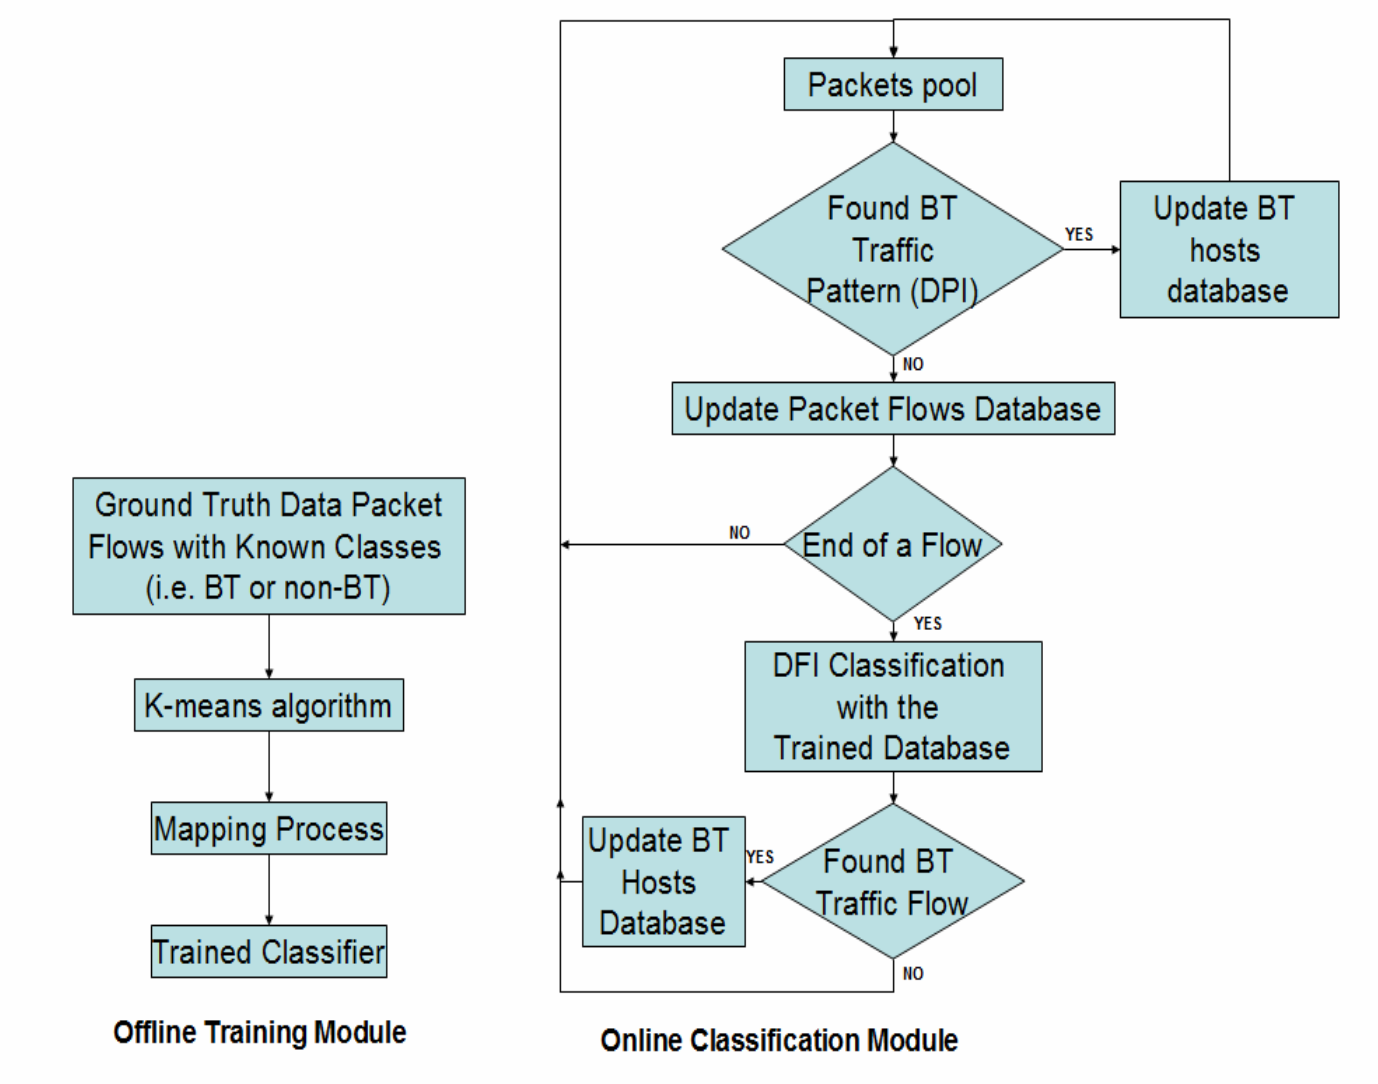 Ground Truth Data Packet
Flows with Known Classes
(i.e. BT or non-BT)
K-means algorithm
Mapping Process
Trained Classifier
Offline Training Module
Packets pool
Found BT
Traffic
Pattern (DPI)
YES
Update BT
hosts
database
NO
Update Packet Flows Database
End of a Flow
NO
YES
DFI Classification
with the
Trained Database
Found BT
Traffic Flow
YES
Update BT
Hosts
Database
NO
Online Classification Module